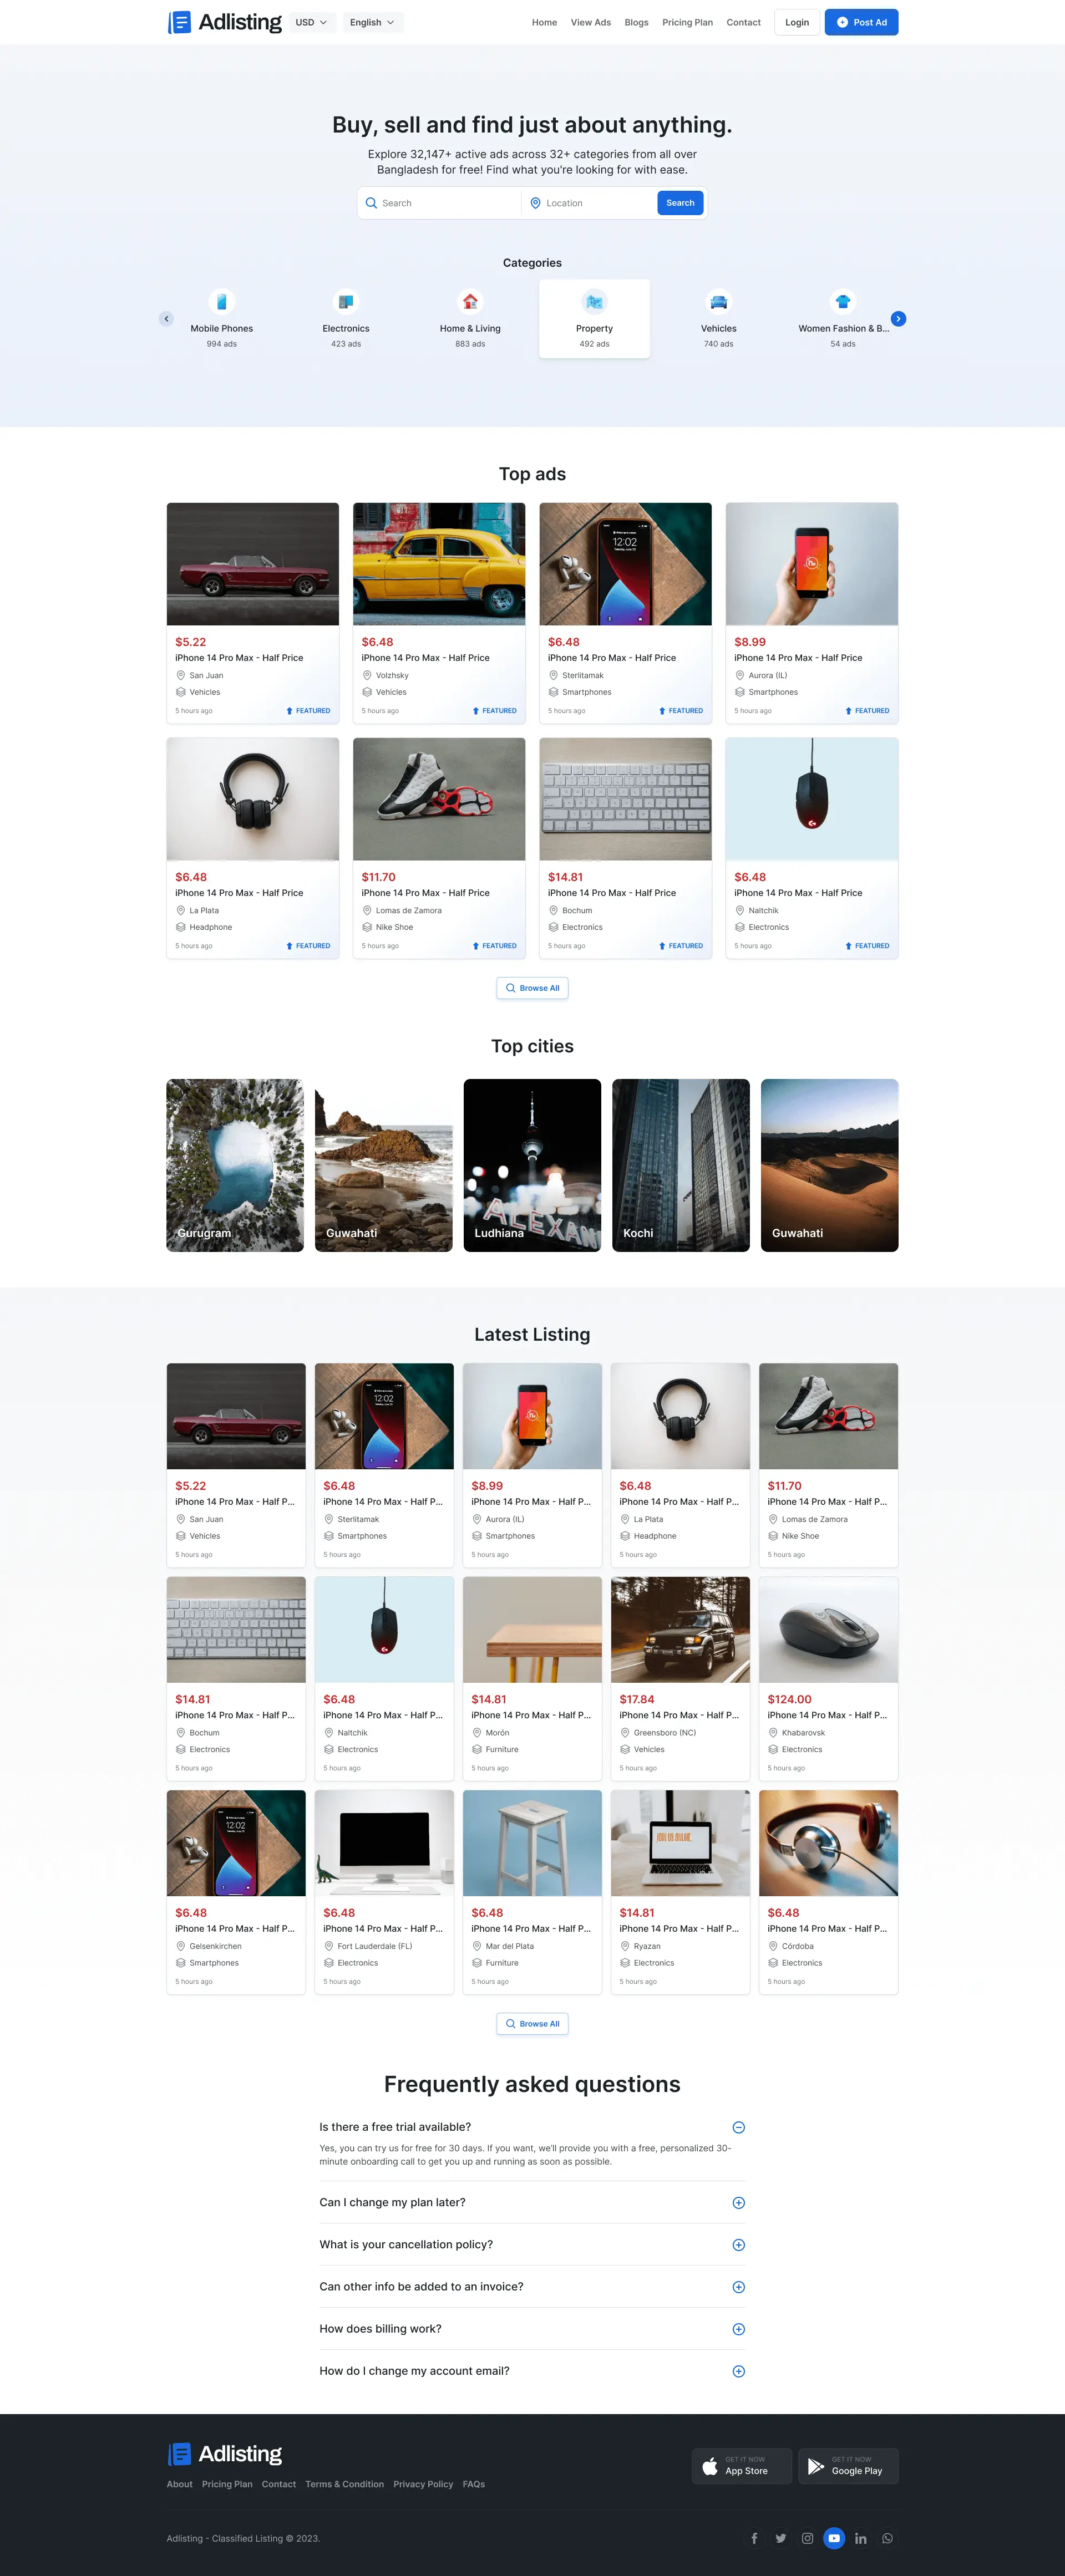 Adlisting
USD
English
Home
View Ads
Blogs
Pricing Plan
Contact
Login
Post Ad
Buy, sell and find just about anything.
Explore 32,147+ active ads across 32+ categories from all over
Bangladesh for free! Find what you're looking for with ease.
Search
Location
Search
Categories
Mobile Phones
994 ads
Electronics
423 ads
Home & Living
883 ads
Property
492 ads
Vehicles
740 ads
Women Fashion & B...
54 ads
Top ads
$5.22
iPhone 14 Pro Max - Half Price
San Juan
Vehicles
5 hours ago
FEATURED
$6.48
iPhone 14 Pro Max - Half Price
Volzhsky
Vehicles
5 hours ago
FEATURED
12:02
$6.48
iPhone 14 Pro Max - Half Price
Sterlitamak
Smartphones
5 hours ago
FEATURED
$8.99
iPhone 14 Pro Max - Half Price
Aurora (IL)
Smartphones
5 hours ago
FEATURED
$6.48
iPhone 14 Pro Max - Half Price
La Plata
Headphone
5 hours ago
FEATURED
$11.70
iPhone 14 Pro Max - Half Price
Lomas de Zamora
Nike Shoe
5 hours ago
FEATURED
$14.81
iPhone 14 Pro Max - Half Price
Bochum
Electronics
5 hours ago
FEATURED
$6.48
iPhone 14 Pro Max - Half Price
Naltchik
Electronics
5 hours ago
FEATURED
Browse All
Top cities
Gurugram
Guwahati
ALEXAN
Ludhiana
Kochi
Guwahati
Latest Listing
$5.22
iPhone 14 Pro Max - Half P...
San Juan
Vehicles
5 hours ago
12:02
$6.48
iPhone 14 Pro Max - Half P...
Sterlitamak
Smartphones
5 hours ago
$8.99
iPhone 14 Pro Max - Half P...
Aurora (IL)
Smartphones
5 hours ago
$6.48
iPhone 14 Pro Max - Half P...
La Plata
Headphone
5 hours ago
$11.70
iPhone 14 Pro Max - Half P...
Lomas de Zamora
Nike Shoe
5 hours ago
$14.81
iPhone 14 Pro Max - Half P...
Bochum
Electronics
5 hours ago
$6.48
iPhone 14 Pro Max - Half P...
Naltchik
Electronics
5 hours ago
$14.81
iPhone 14 Pro Max - Half P...
Morón
Furniture
5 hours ago
$17.84
iPhone 14 Pro Max - Half P...
Greensboro (NC)
Vehicles
5 hours ago
$124.00
iPhone 14 Pro Max - Half P...
Khabarovsk
Electronics
5 hours ago
12:02
$6.48
iPhone 14 Pro Max - Half P...
Gelsenkirchen
Smartphones
5 hours ago
$6.48
iPhone 14 Pro Max - Half P...
Fort Lauderdale (FL)
Electronics
5 hours ago
$6.48
iPhone 14 Pro Max - Half P...
Mar del Plata
Furniture
5 hours ago
JOIN US ONLINE.
$14.81
iPhone 14 Pro Max - Half P...
Ryazan
Electronics
5 hours ago
$6.48
iPhone 14 Pro Max - Half P...
Córdoba
Electronics
5 hours ago
Browse All
Frequently asked questions
Is there a free trial available?
Yes, you can try us for free for 30 days. If you want, we'll provide you with a free, personalized 30-
minute onboarding call to get you up and running as soon as possible.
Can I change my plan later?
What is your cancellation policy?
Can other info be added to an invoice?
How does billing work?
How do I change my account email?
Adlisting
About
Pricing Plan
Contact
Terms & Condition
Privacy Policy
FAQs
GET IT NOW
App Store
GET IT NOW
Google Play
Adlisting - Classified Listing © 2023.